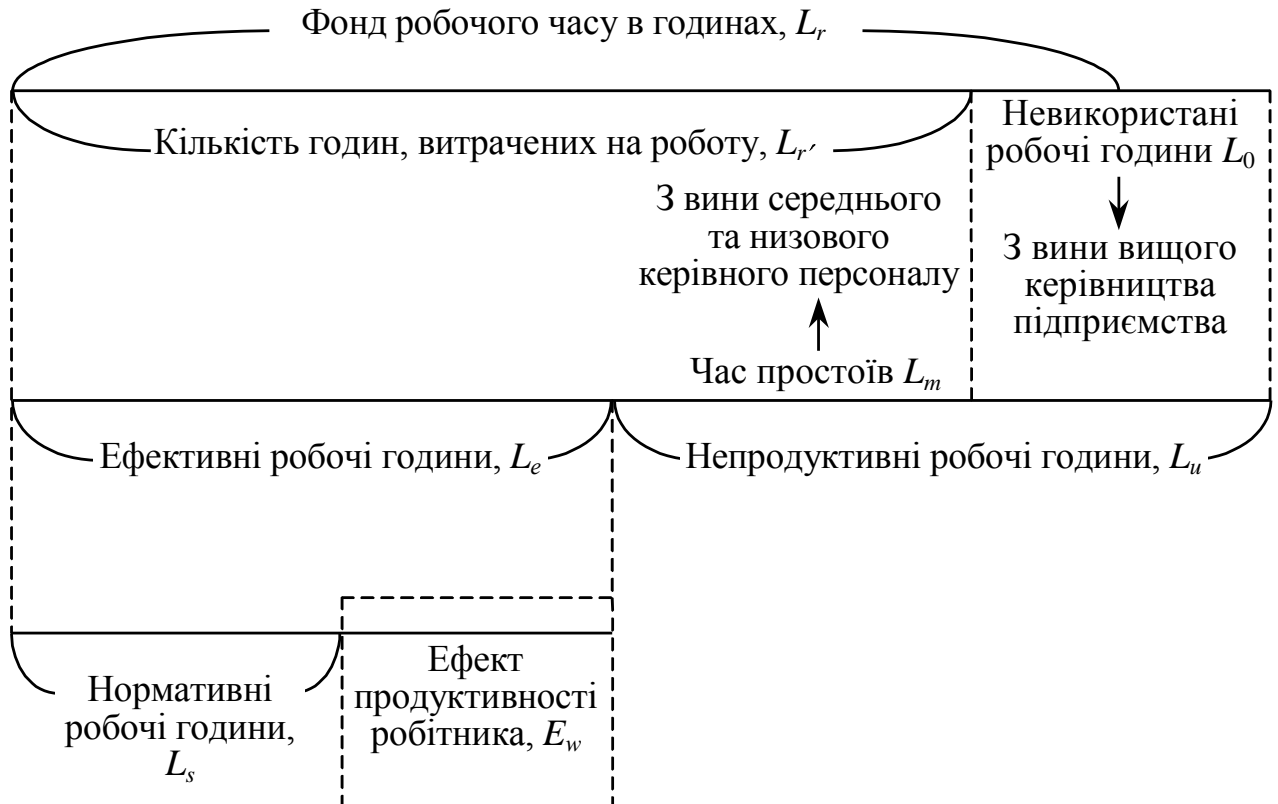 Фонд робочого часу в годинах, Lr
Кількість годин, витрачених на роботу, Lr′
Невикористані
робочі години L0
З вини середнього
та низового
керівного персоналу
З вини вищого
керівництва
підприємства
Час простоїв Lm
Ефективні робочі години, Le
Непродуктивні робочі години, Lu
Нормативні
робочі години,
Ls
Ефект
продуктивності
робітника, Ew